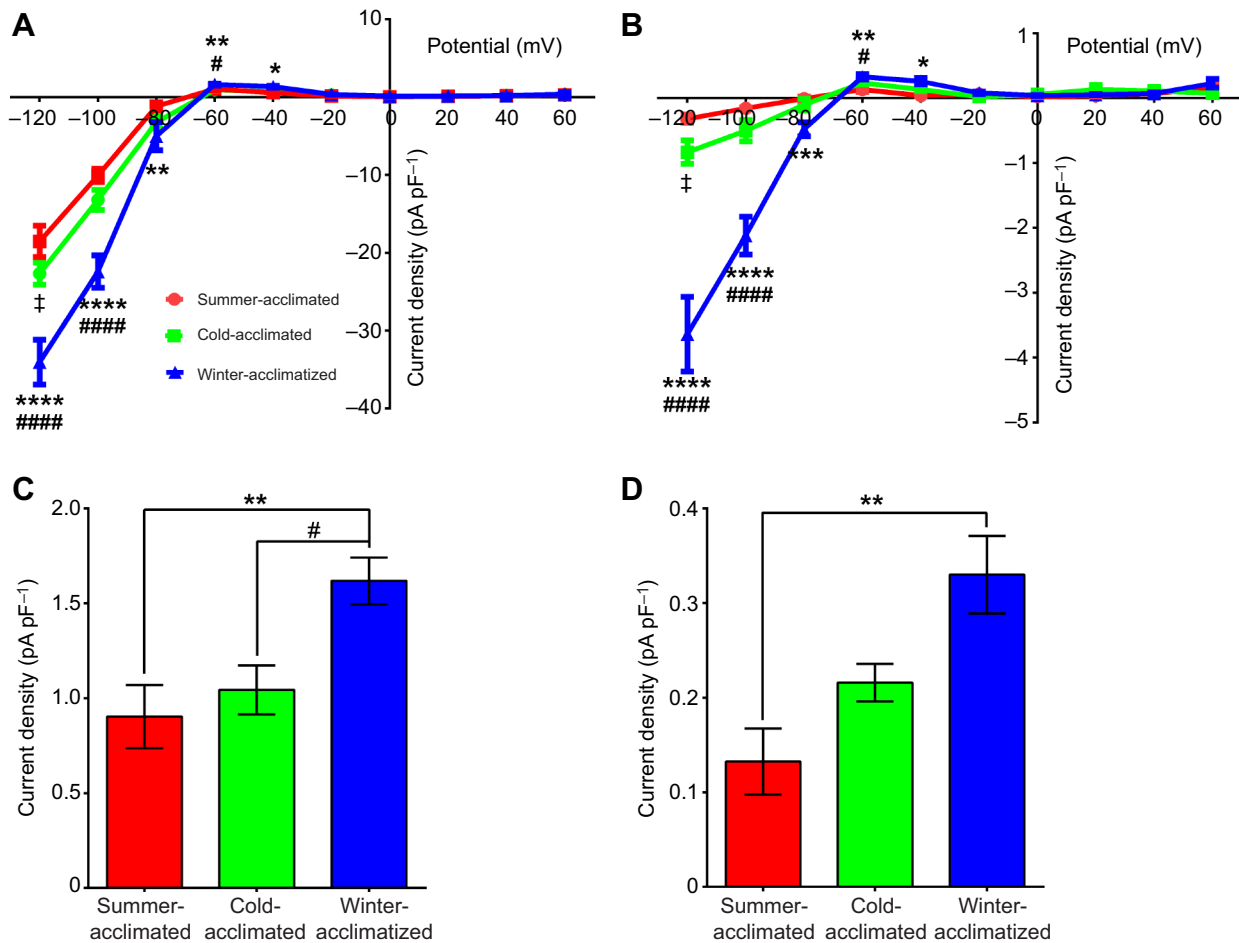 A
10
Potential (mV)
**
#
*
–120 –100 –80 –60 –40 –20 0 20 40 60
–10
**
–20
‡
****
####
–30
****
####
–40
Current density (pA pF–1)
Summer-acclimated
Cold-acclimated
Winter-acclimatized
B
1
Potential (mV)
**
#
*
–120 –100 –80 –60 –40 –20 0 20 40 60
***
–1
‡
–2
****
####
–3
–4
****
####
–5
Current density (pA pF–1)
C
2.0
**
#
1.5
1.0
0.5
0
Current density (pA pF–1)
Summer-
acclimated
Cold-
acclimated
Winter-
acclimatized
D
0.4
**
0.3
0.2
0.1
0
Current density (pA pF–1)
Summer-
acclimated
Cold-
acclimated
Winter-
acclimatized